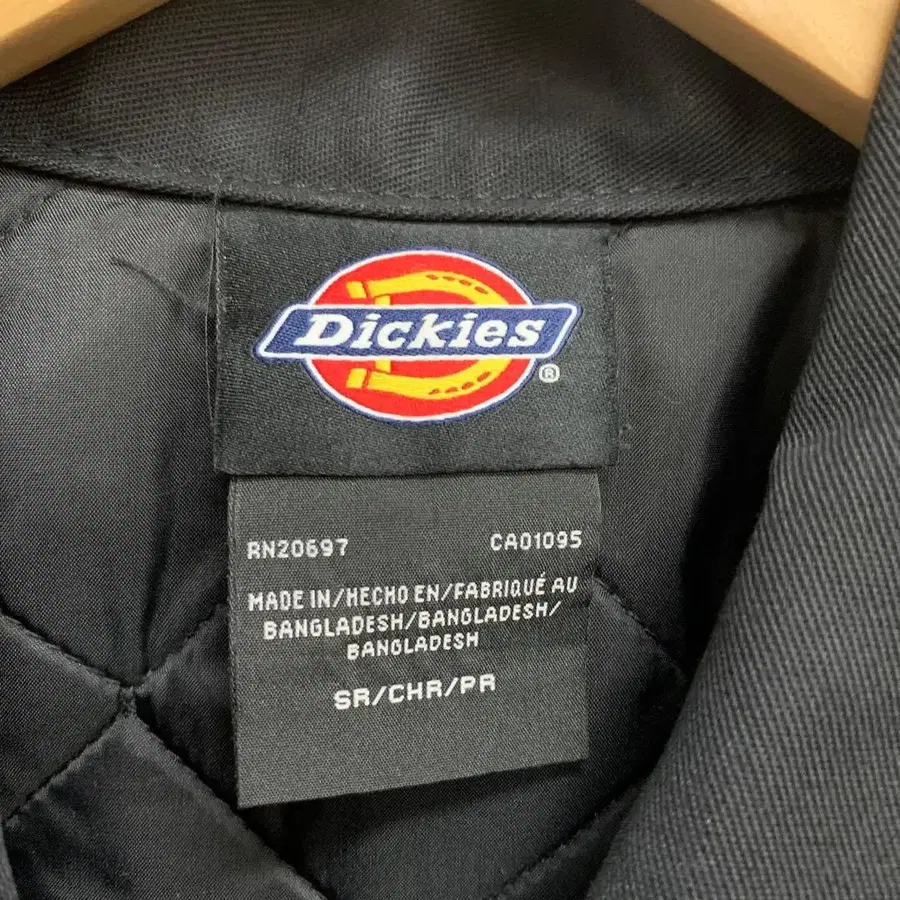 Dickies
®
RN20697 CA01095
MADE IN/HECHO EN/FABRIQUÉ AU
BANGLADESH/BANGLADESH/
BANGLADESH
SR/CHR/PR